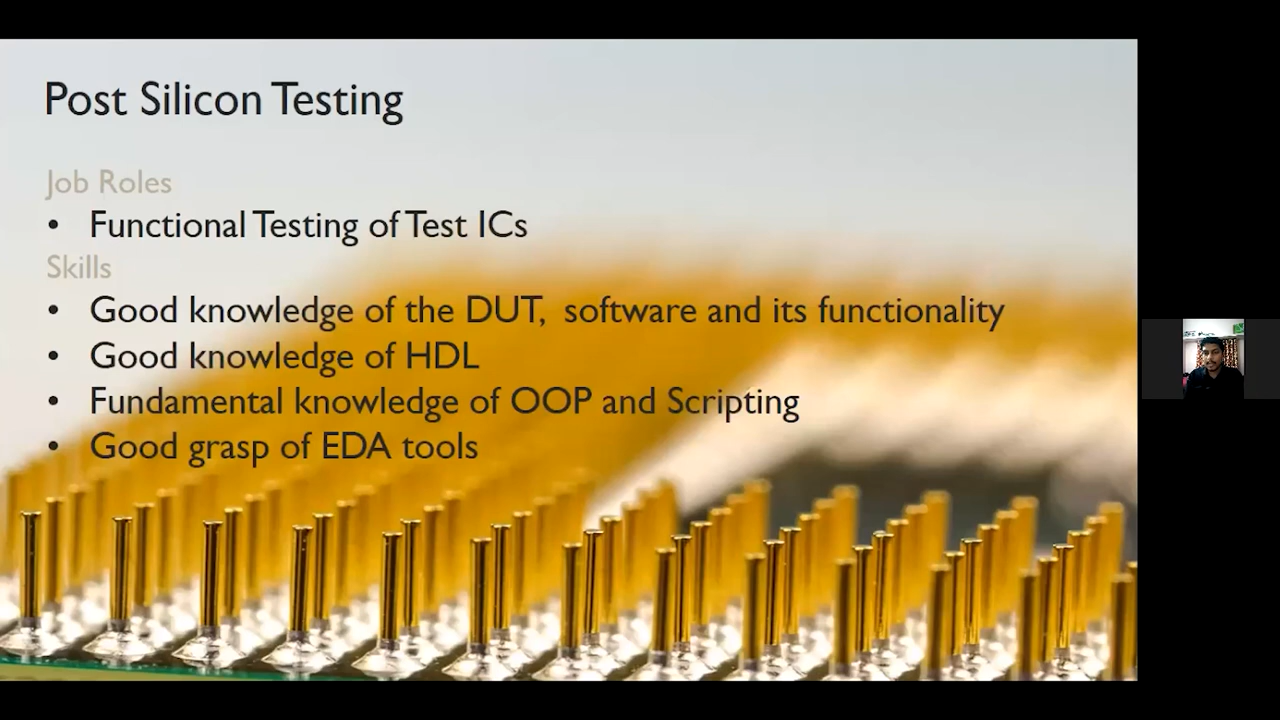 Post Silicon Testing
Job Roles
• Functional Testing of Test ICs
Skills
• Good knowledge of the DUT, software and its functionality
• Good knowledge of HDL
• Fundamental knowledge of OOP and Scripting
• Good grasp of EDA tools